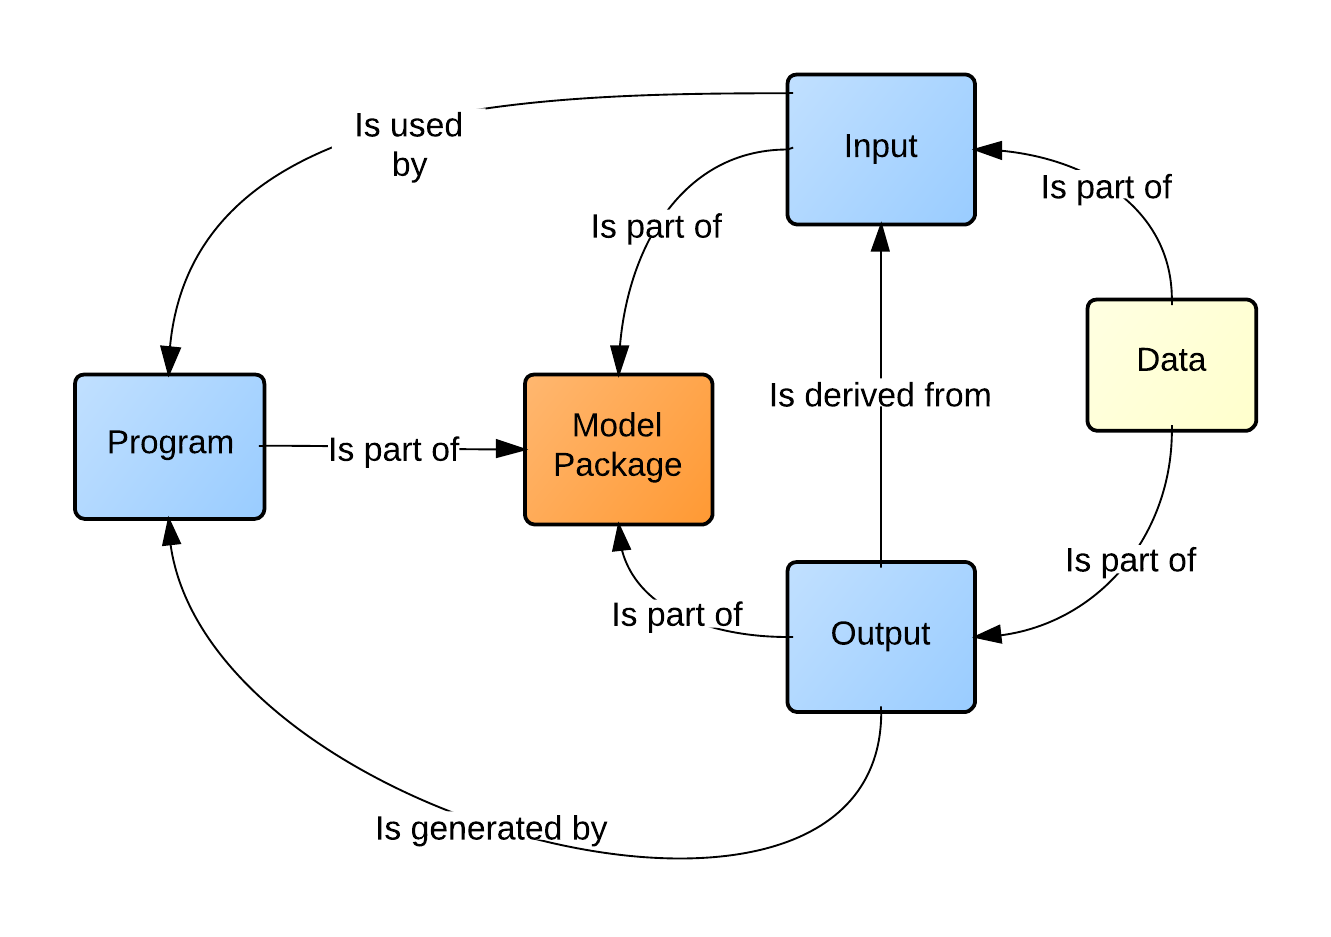 Is used
by
Input
Is part of
Is part of
Data
Is derived from
Model
Package
Program
Is part of
Is part of
Is part of
Output
Is generated by